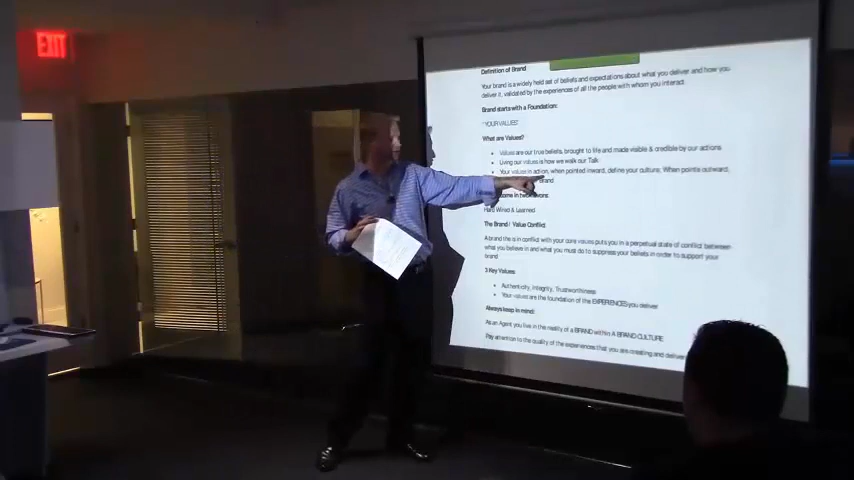 EXIT
Definition of Brand
Your brand is a widely held set of beliefs and expectations about what you deliver and how you
deliver it, validated by the experiences of all the people with whom you interact.
Brand starts with a Foundation:
"YOUR VALUES"
What are Values?
• Values are our true beliefs, brought to life and made visible & credible by our actions
• Living our values is how we walk our Talk
• Your values in action, when pointed inward, define your culture; When pointed outward,
brand
come in two
Hard Wired & Learned
The Brand / Value Conflict
A brand the is in conflict with your core values puts you in a perpetual state of conflict between
what you believe in and what you must do to suppress your beliefs in order to support your
brand
3 Key Values:
• Authenticity, Integrity, Trustworthiness
• Your values are the foundation of the EXPERIENCES you deliver
Always keep in mind:
As an Agent you live in the reality of a BRAND within A BRAND CULTURE
Pay attention to the quality of the experiences that you are creating and deliver